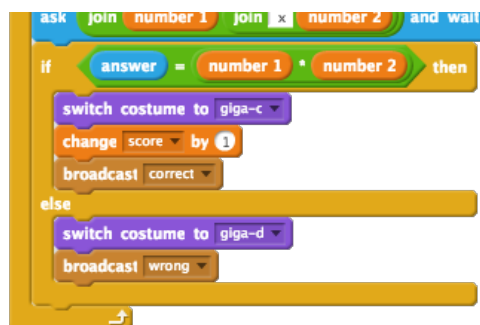 ask join number 1 join x number 2 and wait
if answer = number 1 * number 2 then
switch costume to giga-c
change score by 1
broadcast correct
else
switch costume to giga-d
broadcast wrong